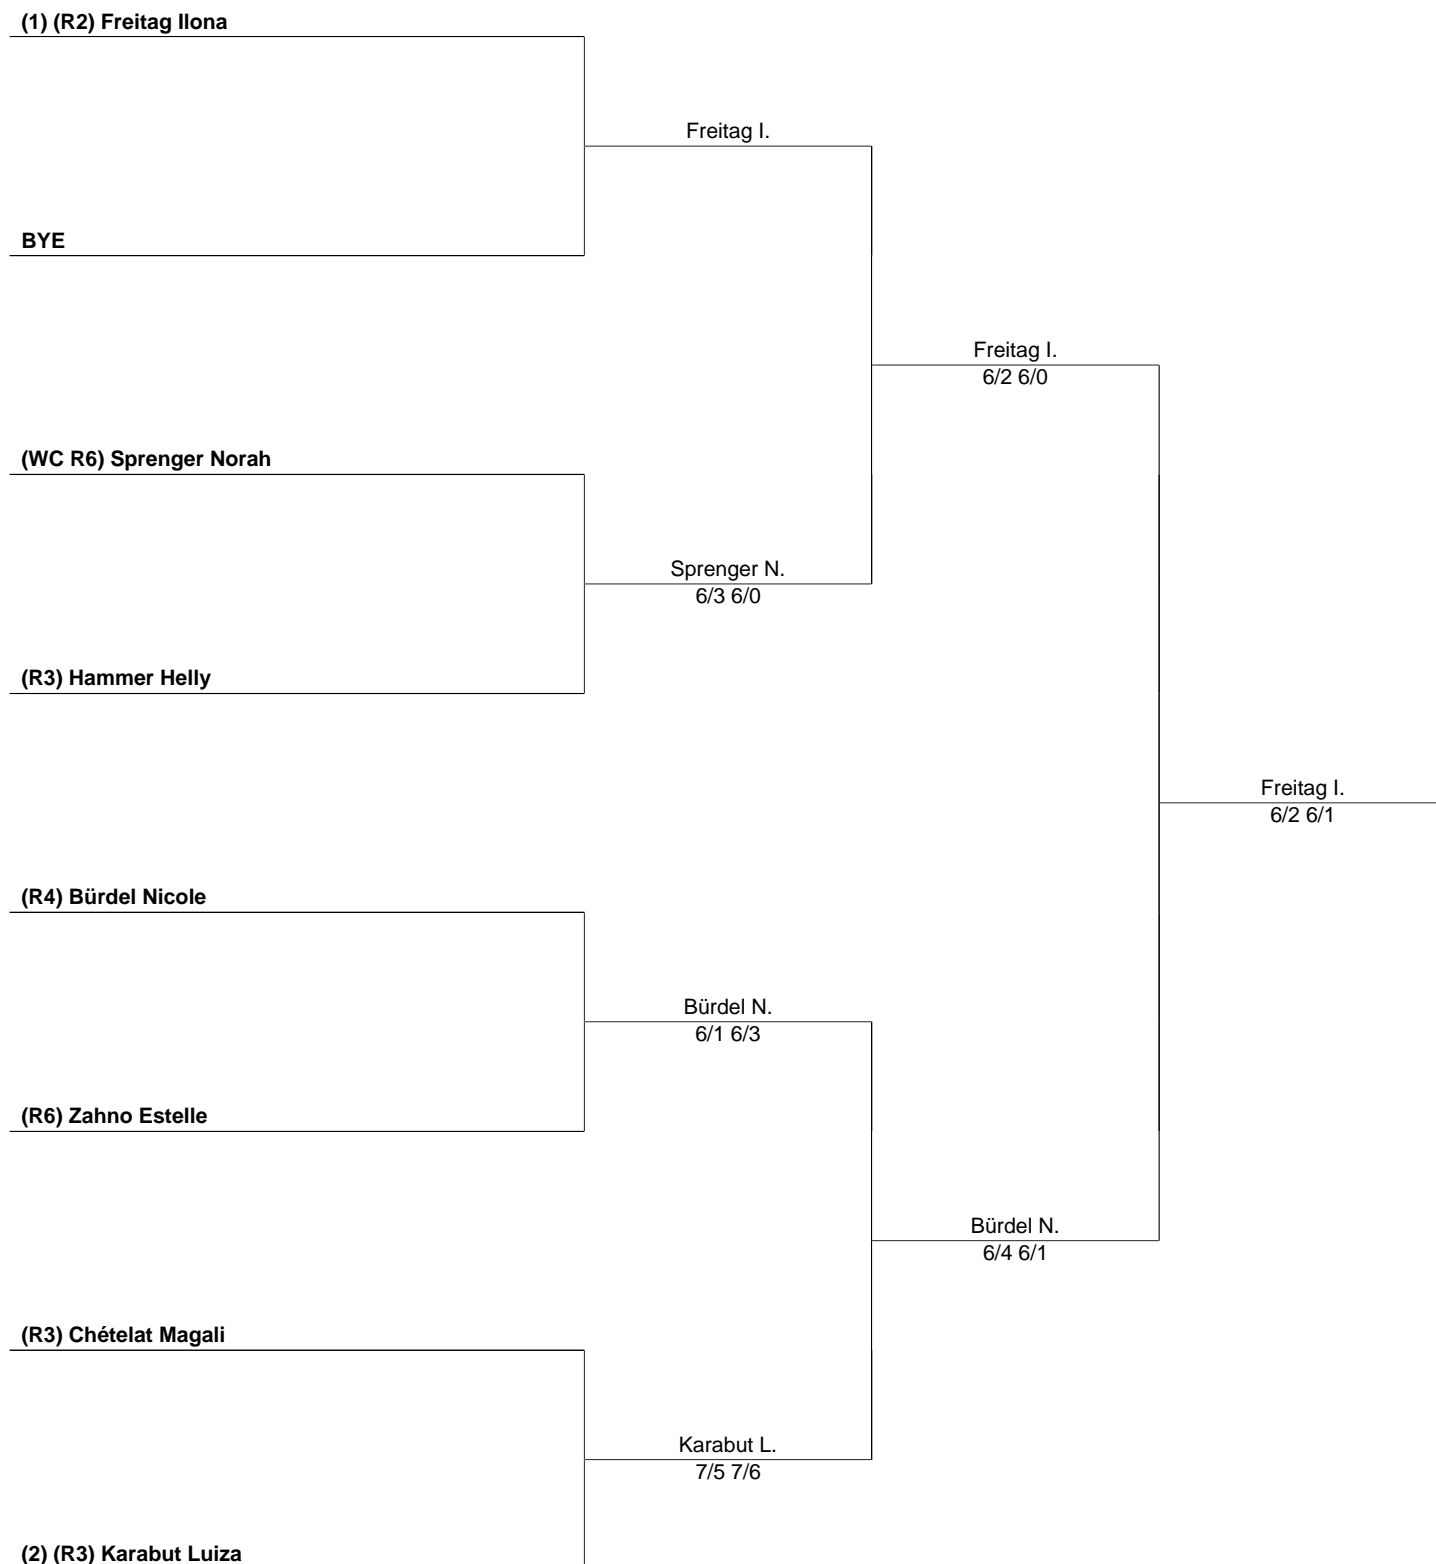 (1) (R2) Freitag Ilona
Freitag I.
BYE
Freitag I.
6/2 6/0
(WC R6) Sprenger Norah
Sprenger N.
6/3 6/0
(R3) Hammer Helly
Freitag I.
6/2 6/1
(R4) Bürdel Nicole
Bürdel N.
6/1 6/3
(R6) Zahno Estelle
Bürdel N.
6/4 6/1
(R3) Chételat Magali
Karabut L.
7/5 7/6
(2) (R3) Karabut Luiza